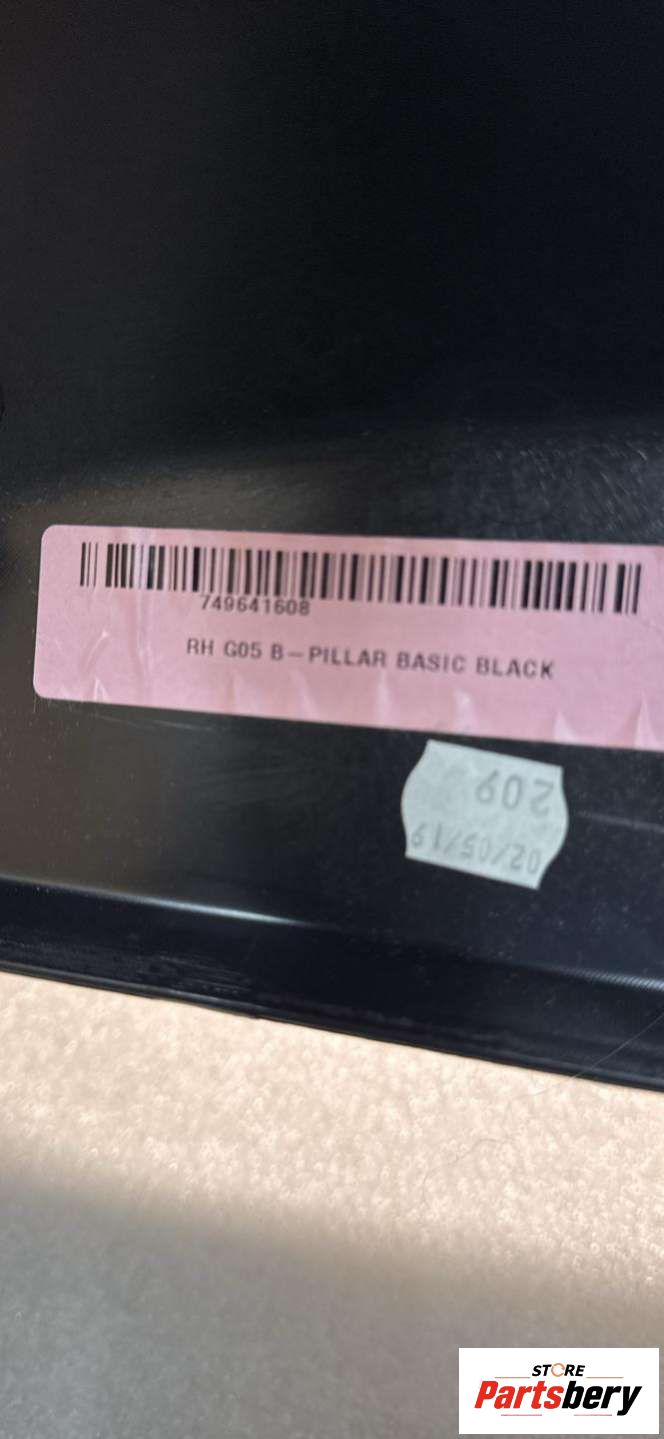 749641608
RH G05 B-PILLAR BASIC BLACK
209
02/05/19
STORE
Partsbery